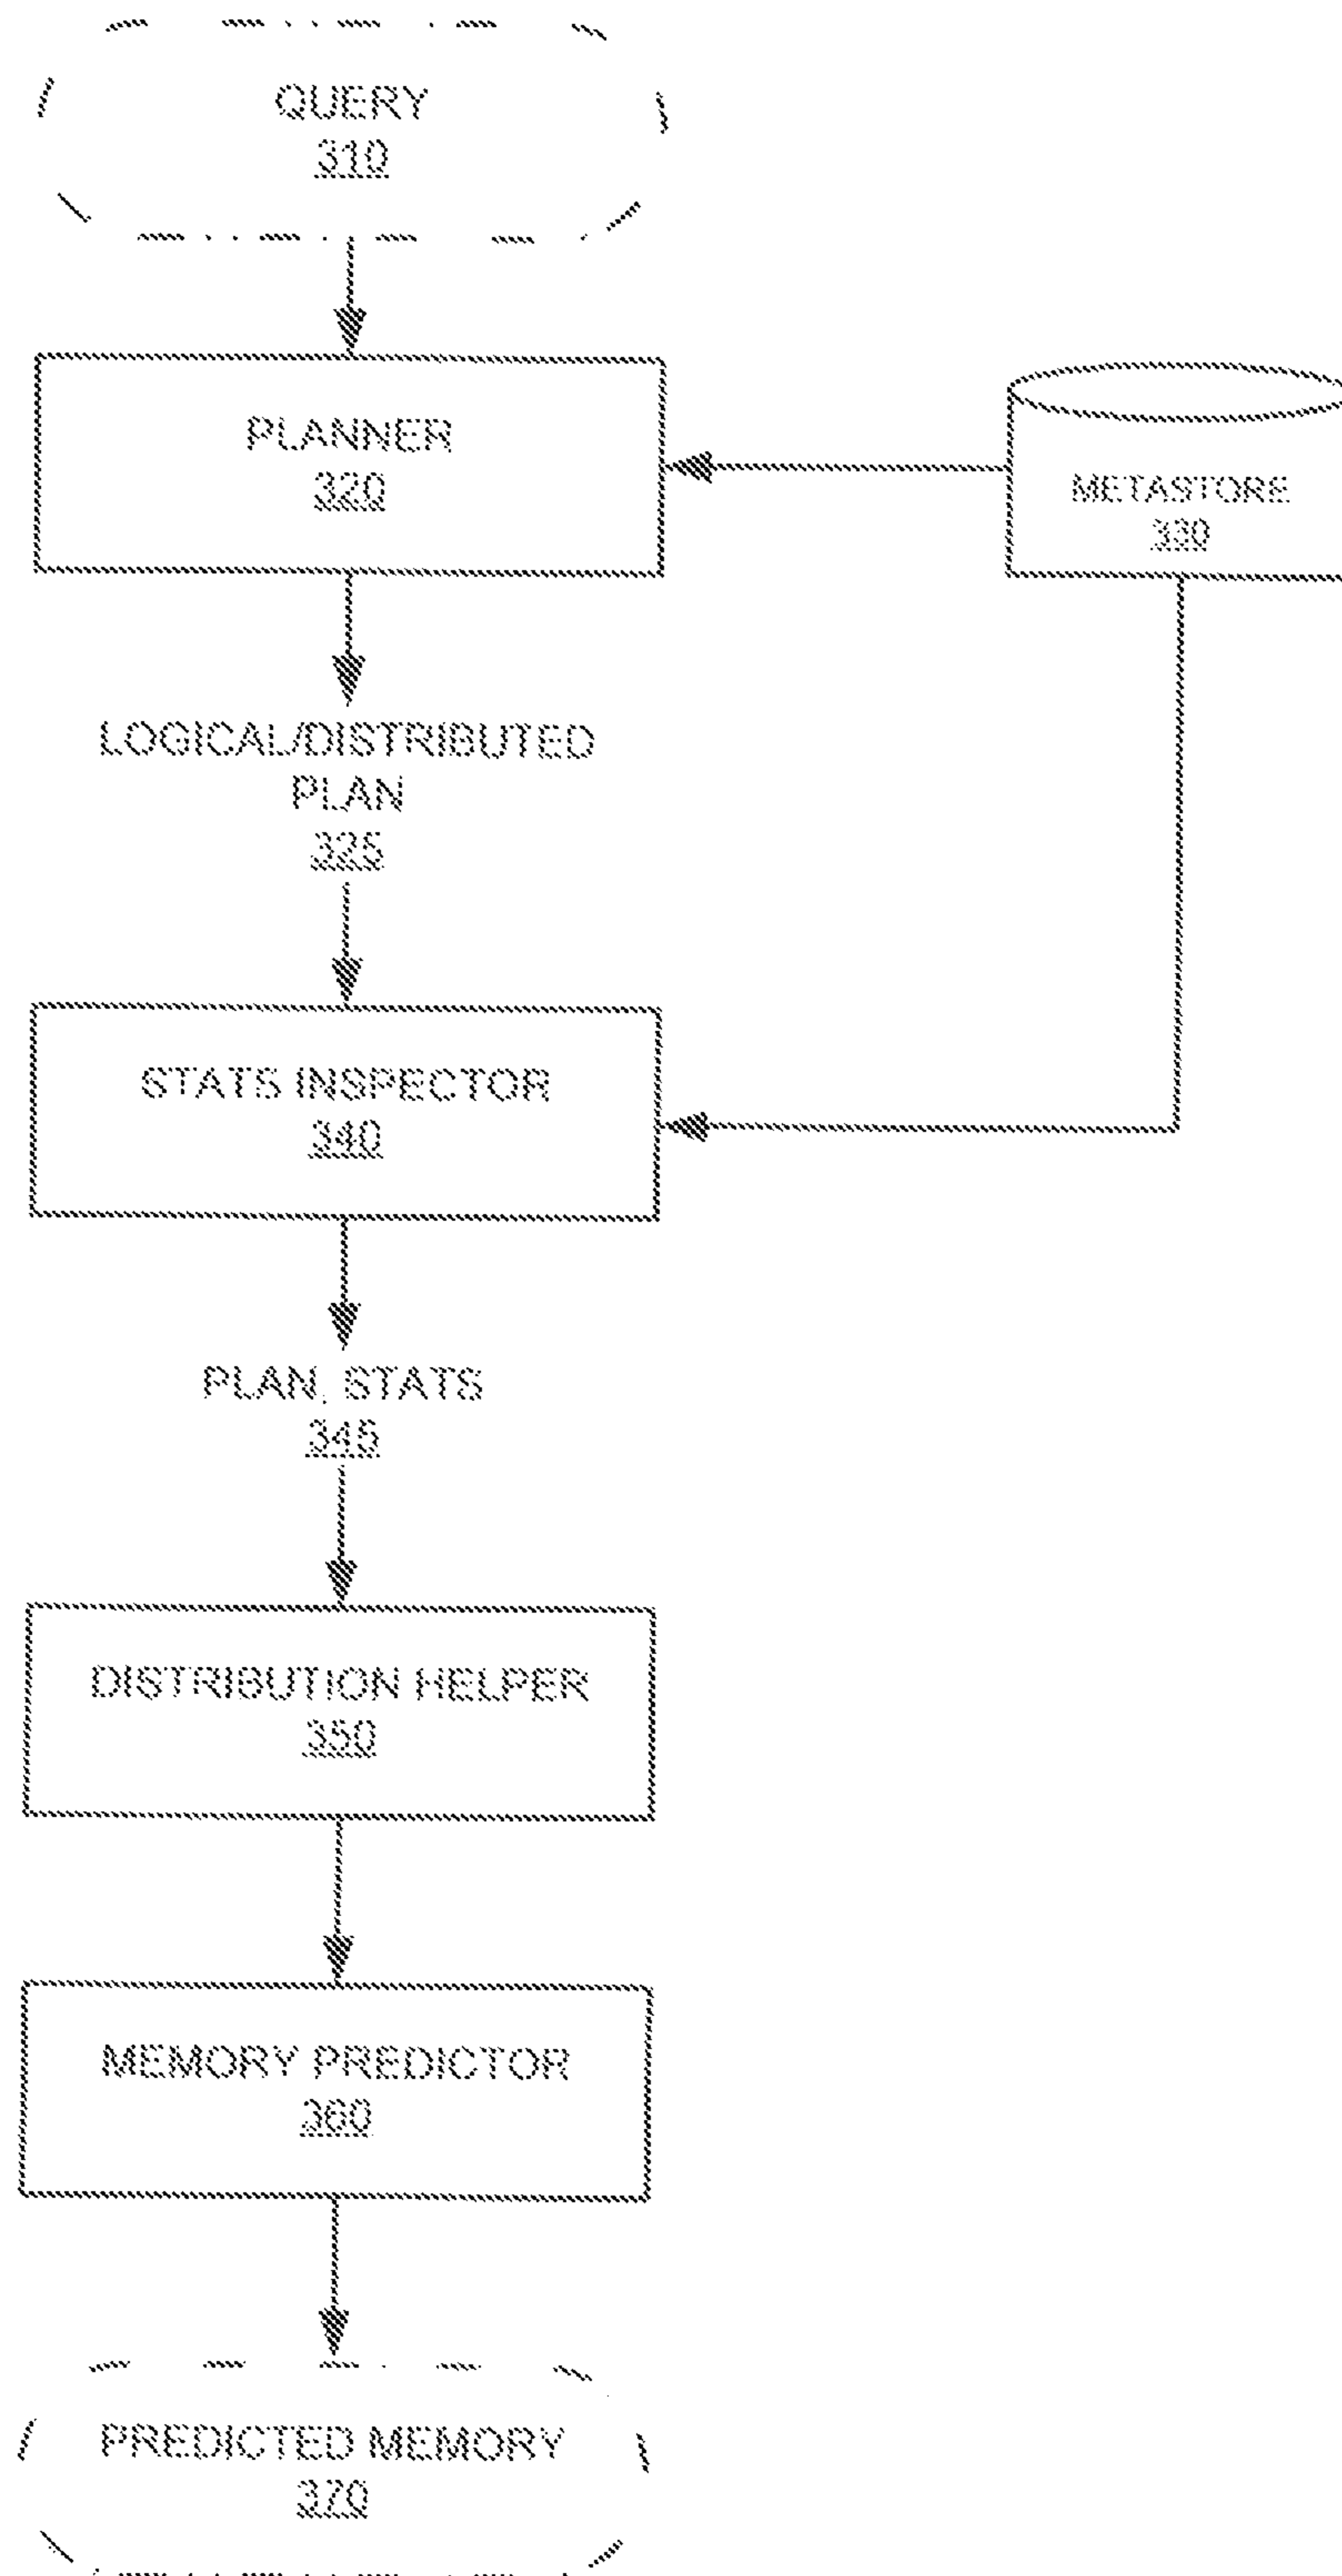 QUERY
310
PLANNER
320
METASTORE
330
LOGICAL/DISTRIBUTED
PLAN
325
STATS INSPECTOR
340
PLAN, STATS
345
DISTRIBUTION HELPER
350
MEMORY PREDICTOR
360
PREDICTED MEMORY
370